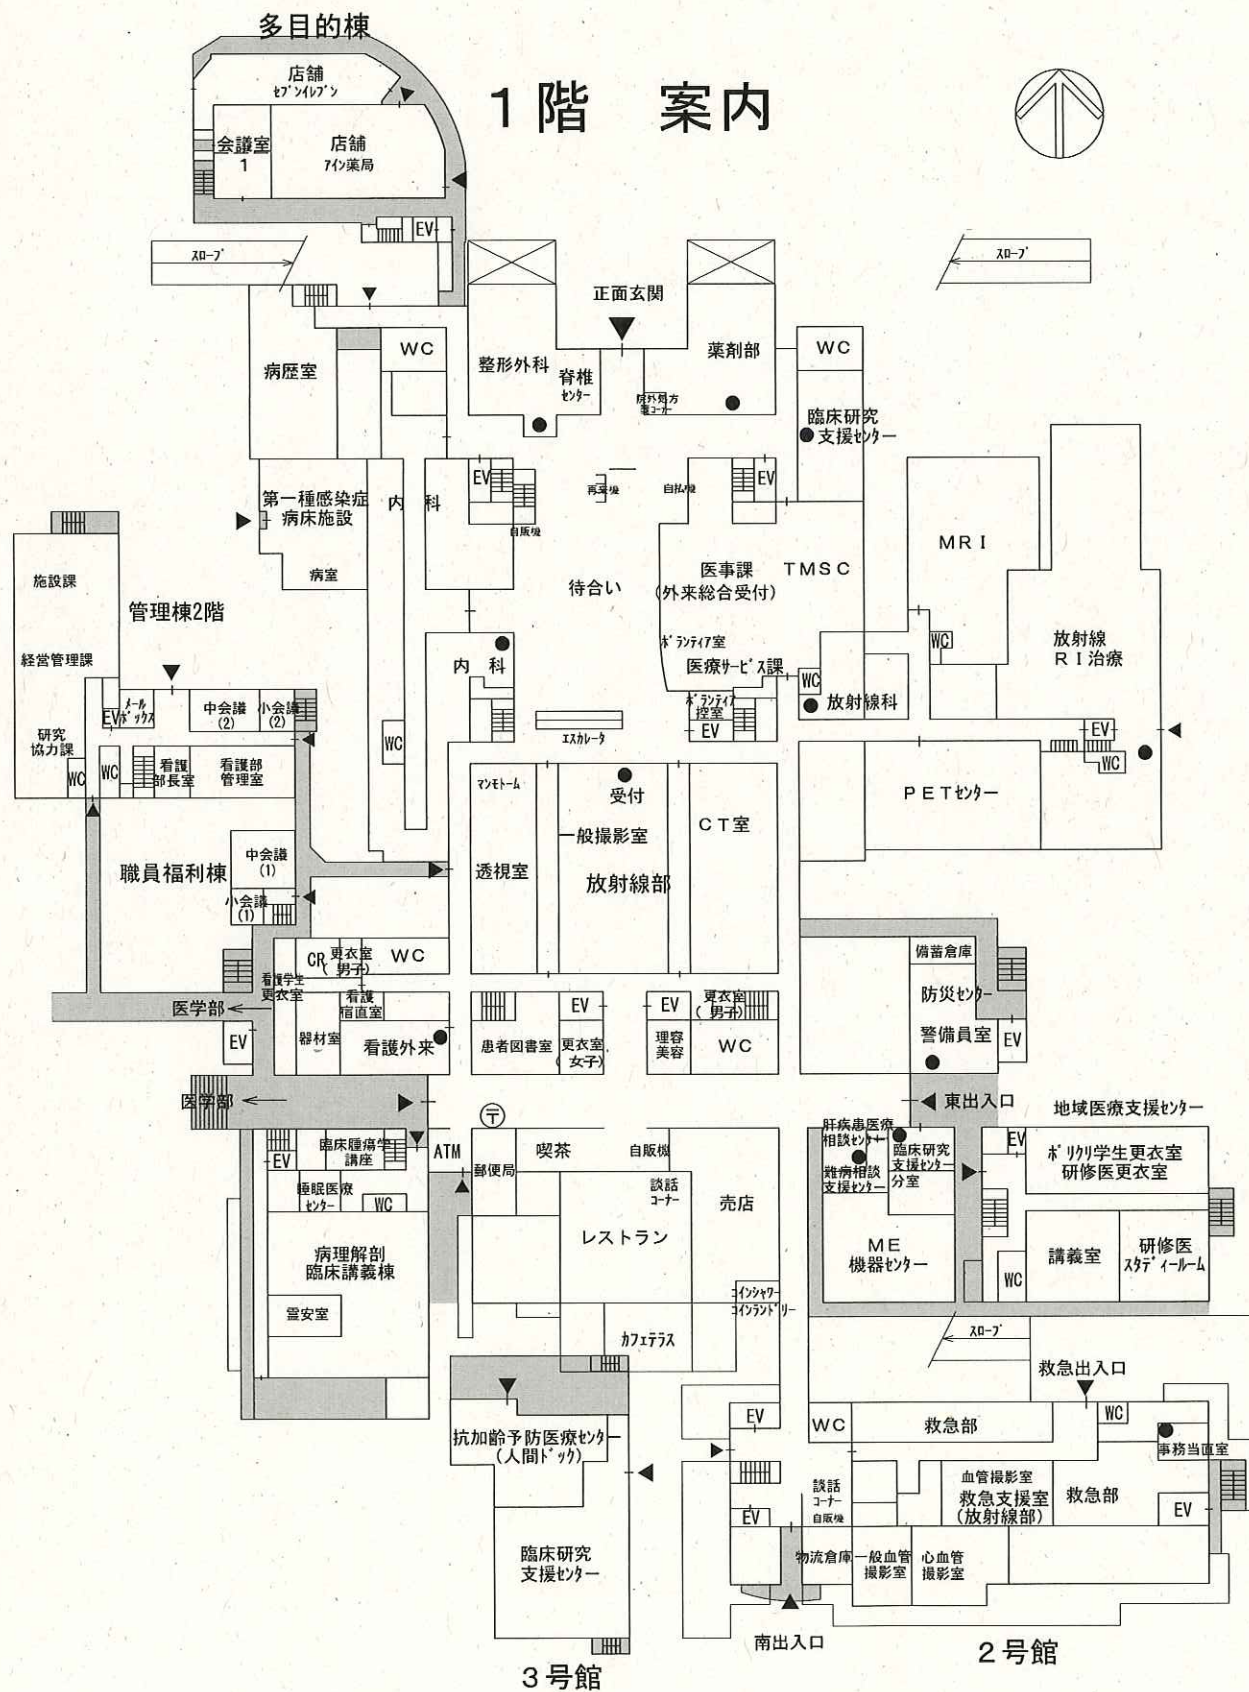 多目的棟
1階 案内
店舗
ｾﾌﾞﾝｲﾚﾌﾞﾝ
会議室
1
店舗
ｱｲﾝ薬局
EV
ｽﾛｰﾌﾟ
ｽﾛｰﾌﾟ
正面玄関
病歴室
WC
整形外科
脊椎
ｾﾝﾀｰ
薬剤部
WC
臨床研究
支援ｾﾝﾀｰ
第一種感染症
病床施設
病室
内 科
EV
自販機
再来機
自払機
EV
MRI
施設課
管理棟2階
待合い
医事課
(外来総合受付)
TMSC
経営管理課
ﾎﾞﾗﾝﾃｨｱ室
医療ｻｰﾋﾞｽ課
WC
放射線
RI治療
内 科
WC
放射線科
EV
ﾒｰﾙ
ﾎﾞｯｸｽ
中会議
(2)
小会議
(2)
ﾎﾞﾗﾝﾃｨｱ
控室
EV
EV
研究
協力課
WC
WC
看護
部長室
看護部
管理室
WC
ｴｽｶﾚｰﾀ
WC
ﾏﾝﾓﾄｰﾑ
受付
PETｾﾝﾀｰ
一般撮影室
CT室
職員福利棟
中会議
(1)
小会議
(1)
透視室
放射線部
CR
更衣室
(男子)
WC
備蓄倉庫
看護学生
更衣室
看護
宿直室
防災ｾﾝﾀｰ
医学部
EV
器材室
看護外来
患者図書室
EV
更衣室
(女子)
EV
理容
美容
更衣室
(男子)
WC
警備員室
EV
医学部
〒
東出入口
地域医療支援ｾﾝﾀｰ
EV
臨床腫瘍学
講座
ATM
郵便局
喫茶
自販機
肝病患医療
相談ｾﾝﾀｰ
難病相談
支援ｾﾝﾀｰ
臨床研究
支援ｾﾝﾀｰ
分室
EV
ﾎﾟﾘｸﾘ学生更衣室
研修医更衣室
睡眠医療
ｾﾝﾀｰ
WC
談話
ｺｰﾅｰ
売店
病理解剖
臨床講義棟
レストラン
ME
機器ｾﾝﾀｰ
WC
講義室
研修医
ｽﾀﾃﾞｨｰﾙｰﾑ
霊安室
ｺｲﾝｼｬﾜｰ
ｺｲﾝﾗﾝﾄﾞﾘｰ
ｶﾌｪﾃﾗｽ
ｽﾛｰﾌﾟ
救急出入口
抗加齢予防医療ｾﾝﾀｰ
(人間ﾄﾞｯｸ)
EV
WC
救急部
WC
事務当直室
談話
ｺｰﾅｰ
自販機
血管撮影室
救急支援室
(放射線部)
救急部
EV
EV
臨床研究
支援ｾﾝﾀｰ
物流倉庫
一般血管
撮影室
心血管
撮影室
南出入口
3号館
2号館